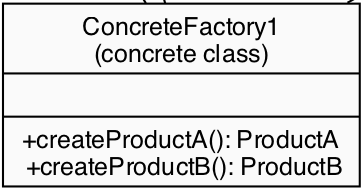 ConcreteFactory1
(concrete class)
+createProductA(): ProductA
+createProductB(): ProductB